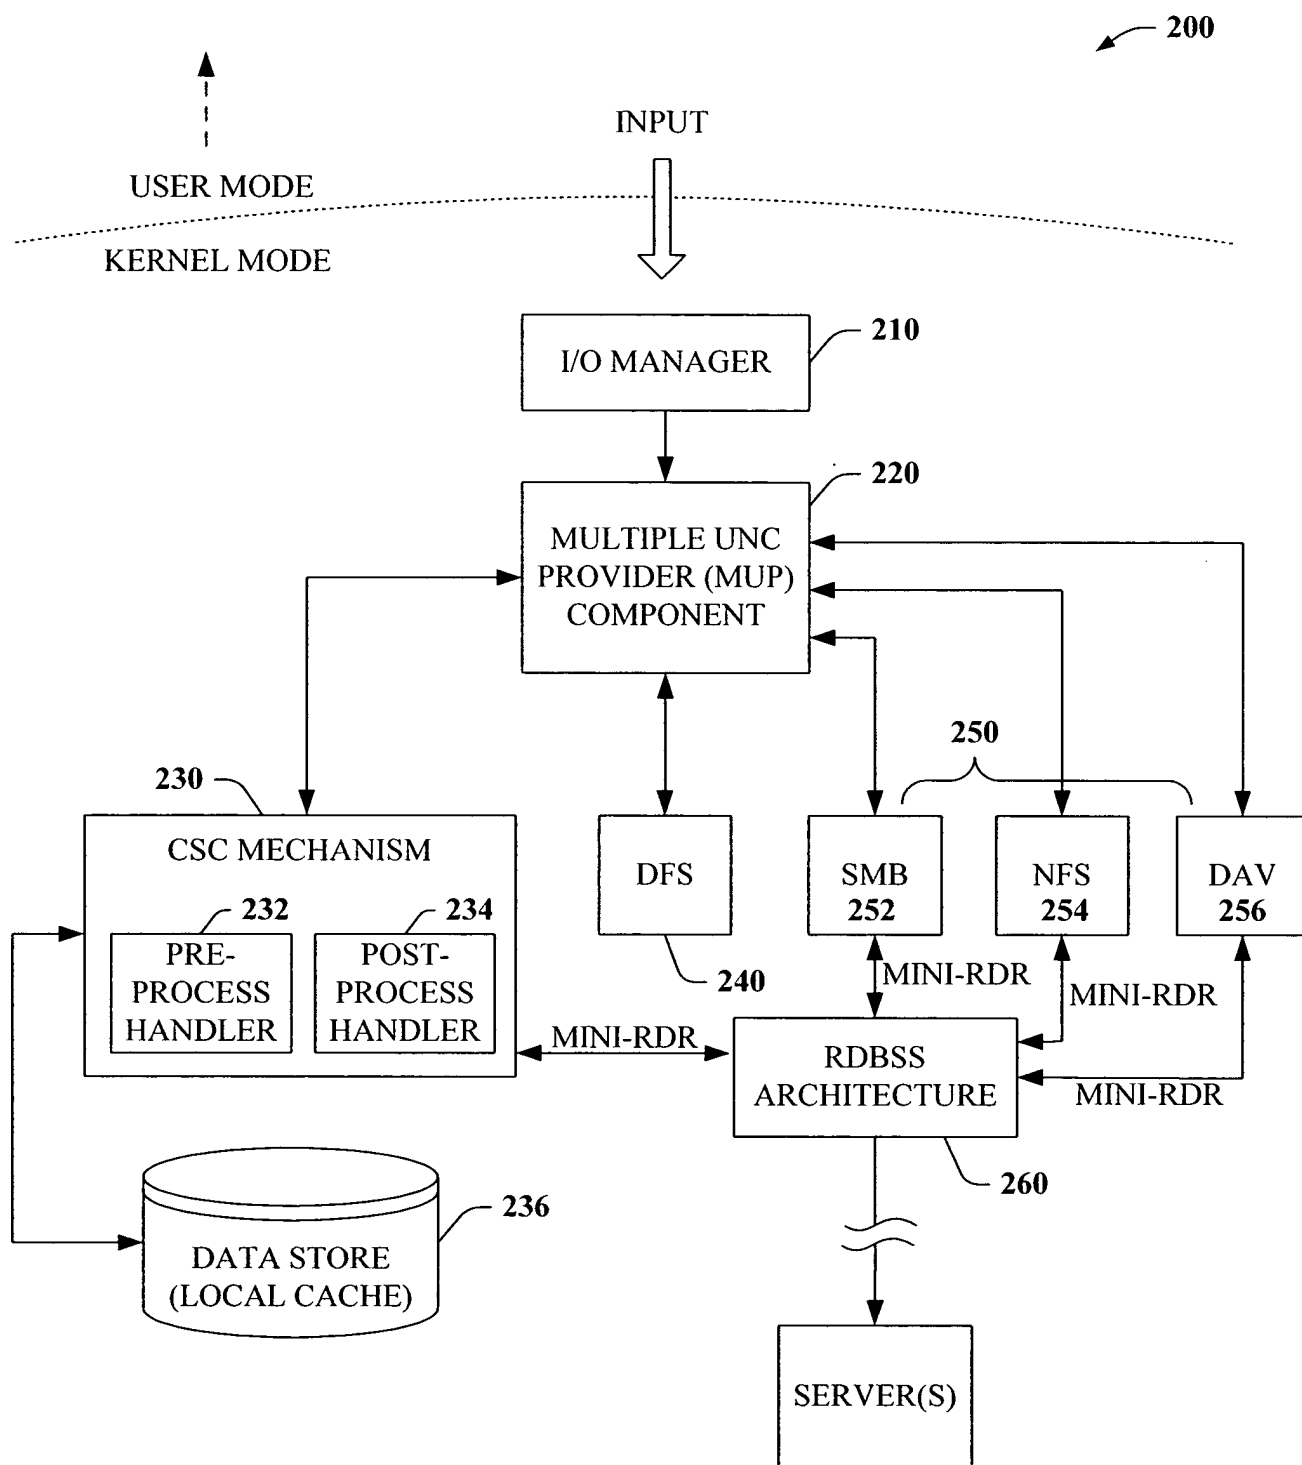 200
INPUT
USER MODE
KERNEL MODE
210
I/O MANAGER
220
MULTIPLE UNC
PROVIDER (MUP)
COMPONENT
250
230
CSC MECHANISM
232
234
PRE-
PROCESS
HANDLER
POST-
PROCESS
HANDLER
DFS
240
SMB
252
NFS
254
DAV
256
MINI-RDR
MINI-RDR
MINI-RDR
MINI-RDR
RDBSS
ARCHITECTURE
260
236
DATA STORE
(LOCAL CACHE)
SERVER(S)